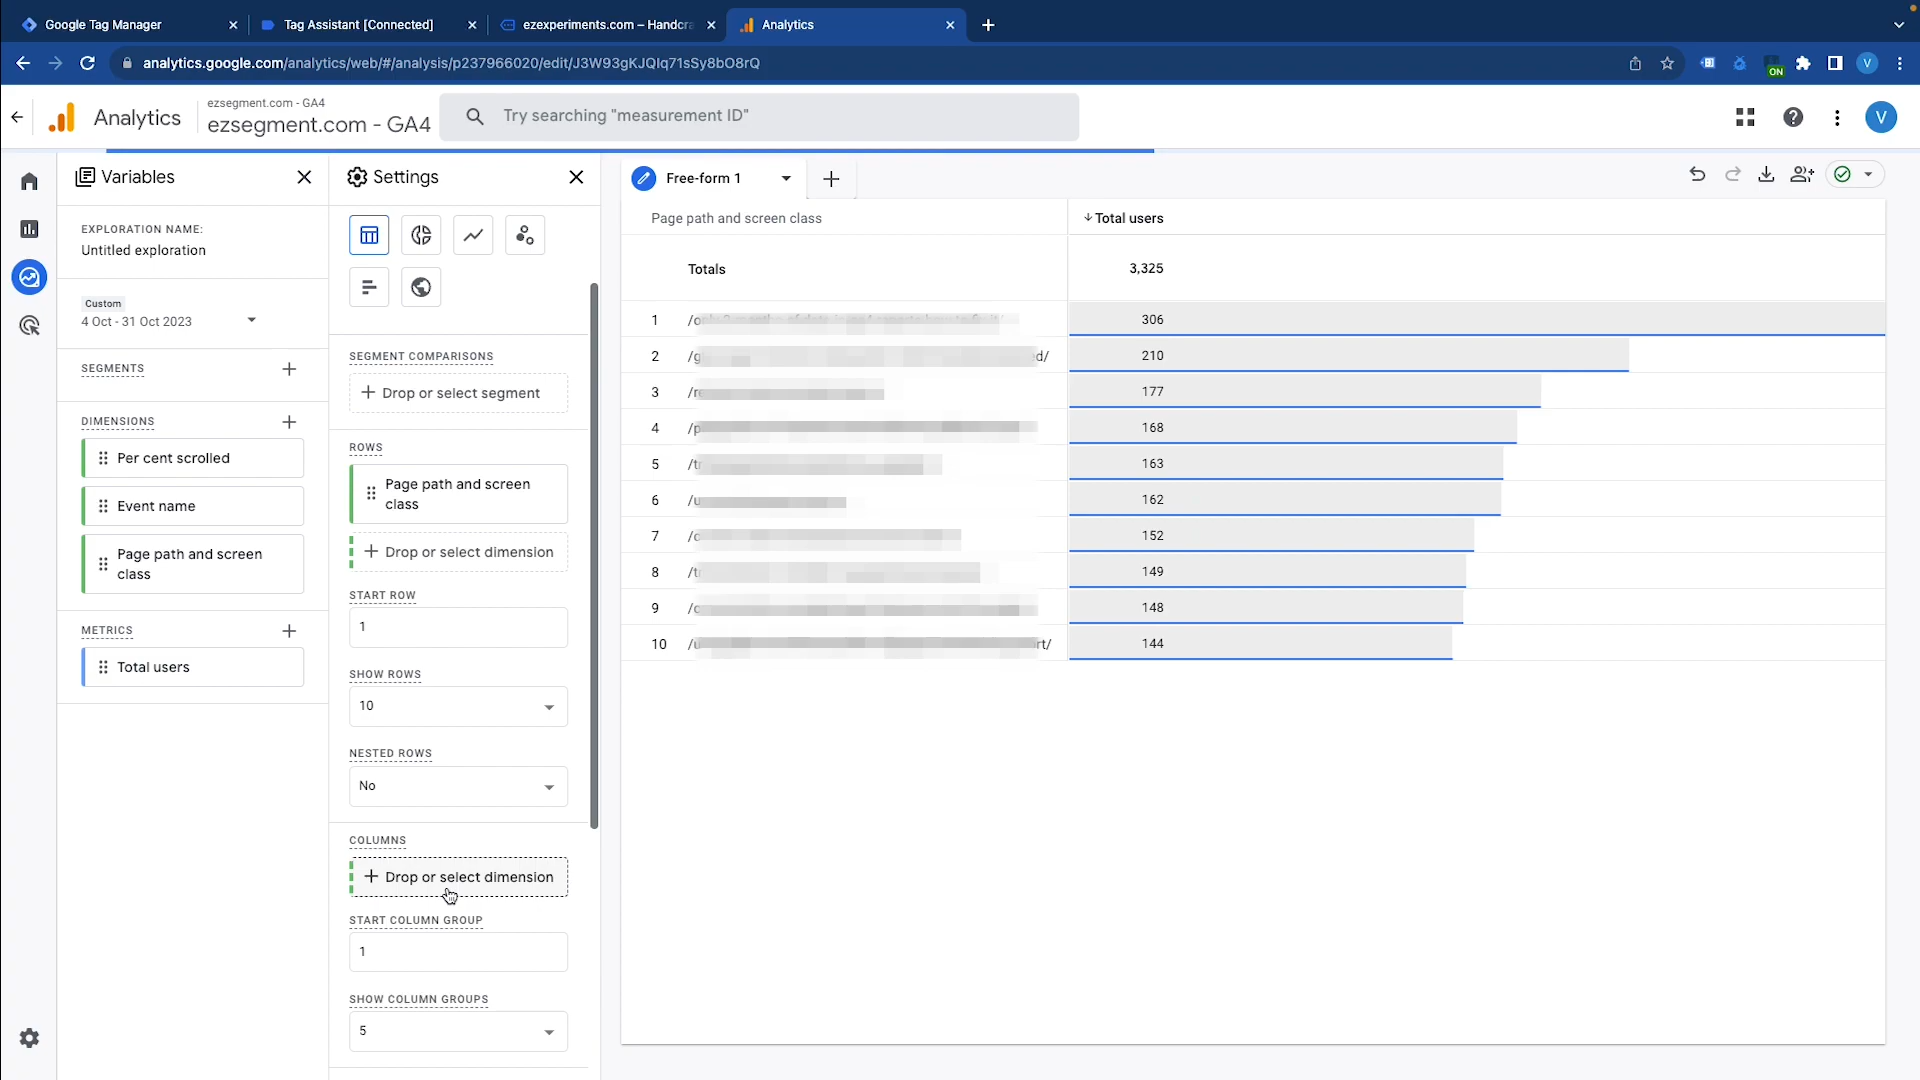 Google Tag Manager
Tag Assistant [Connected]
ezexperiments.com – Handcra
Analytics
analytics.google.com/analytics/web/#/analysis/p237966020/edit/J3W93gKJQIq71sSy8bO8rQ
ON
V
Analytics
ezsegment.com - GA4
ezsegment.com - GA4
Try searching "measurement ID"
V
Variables
EXPLORATION NAME:
Untitled exploration
Custom
4 Oct - 31 Oct 2023
SEGMENTS
DIMENSIONS
Per cent scrolled
Event name
Page path and screen
class
METRICS
Total users
Settings
SEGMENT COMPARISONS
Drop or select segment
ROWS
Page path and screen
class
Drop or select dimension
START ROW
1
SHOW ROWS
10
NESTED ROWS
No
COLUMNS
Drop or select dimension
START COLUMN GROUP
1
SHOW COLUMN GROUPS
5
Free-form 1
Page path and screen class
Total users
Totals
3,325
1
306
2
210
3
177
4
168
5
163
6
162
7
152
8
149
9
148
10
144